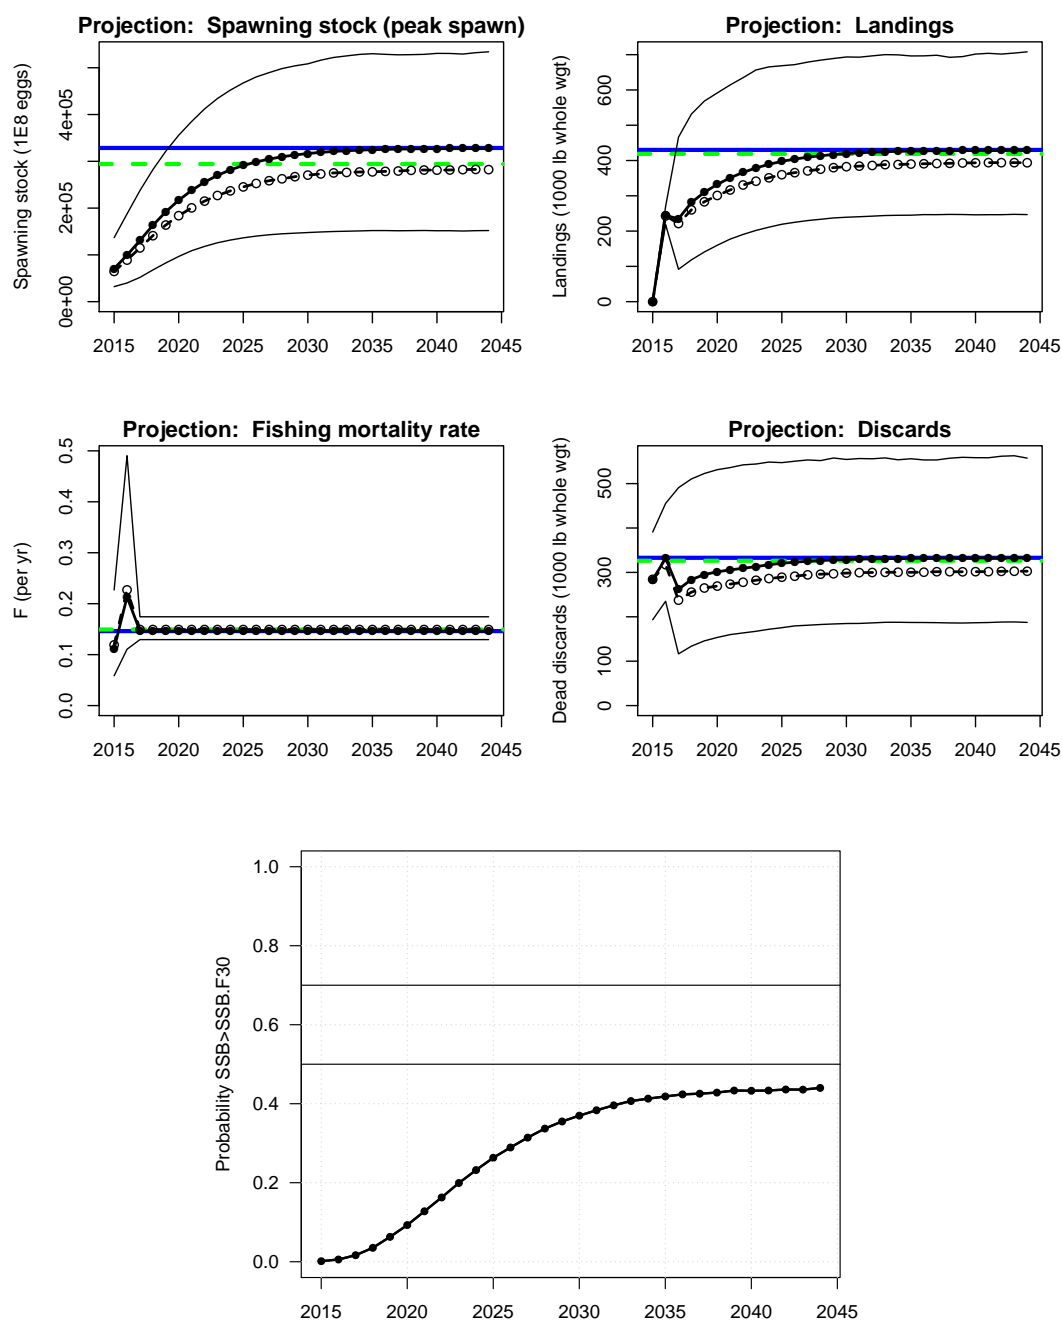 Projection: Spawning stock (peak spawn)
Spawning stock (1E8 eggs)
0e+00 2e+05 4e+05
2015 2020 2025 2030 2035 2040 2045
Projection: Landings
Landings (1000 lb whole wgt)
0 200 400 600
2015 2020 2025 2030 2035 2040 2045
Projection: Fishing mortality rate
F (per yr)
0.0 0.1 0.2 0.3 0.4 0.5
2015 2020 2025 2030 2035 2040 2045
Projection: Discards
Dead discards (1000 lb whole wgt)
0 100 300 500
2015 2020 2025 2030 2035 2040 2045
Probability SSB>SSB.F30
1.0
0.8
0.6
0.4
0.2
0.0
2015 2020 2025 2030 2035 2040 2045